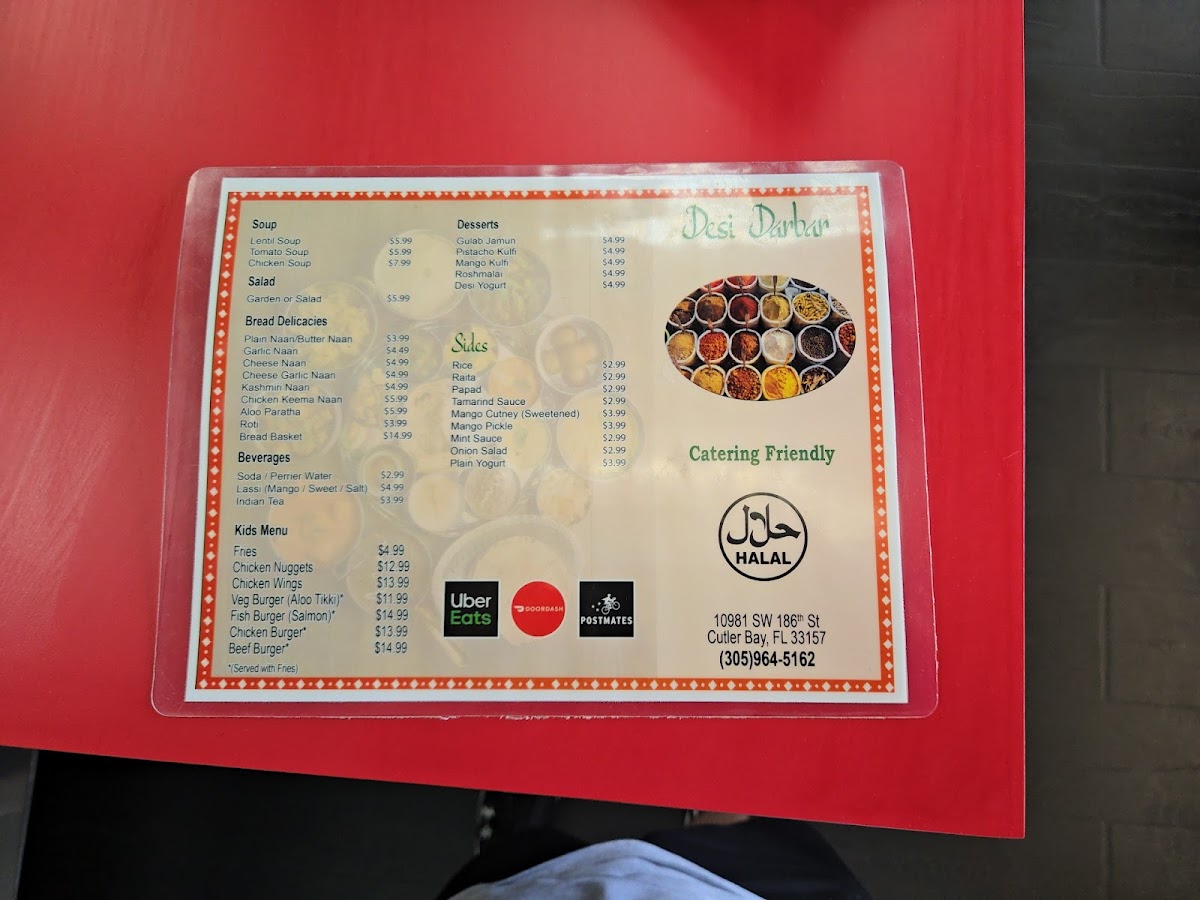 Soup
Lentil Soup $5.99
Tomato Soup $5.99
Chicken Soup $7.99
Salad
Garden or Salad $5.99
Bread Delicacies
Plain Naan/Butter Naan $3.99
Garlic Naan $4.49
Cheese Naan $4.99
Cheese Garlic Naan $4.99
Kashmiri Naan $4.99
Chicken Keema Naan $5.99
Aloo Paratha $5.99
Roti $3.99
Bread Basket $14.99
Beverages
Soda / Perrier Water $2.99
Lassi (Mango / Sweet / Salt) $4.99
Indian Tea $3.99
Kids Menu
Fries $4.99
Chicken Nuggets $12.99
Chicken Wings $13.99
Veg Burger (Aloo Tikki)* $11.99
Fish Burger (Salmon)* $14.99
Chicken Burger* $13.99
Beef Burger* $14.99
*(Served with Fries)
Desserts
Gulab Jamun $4.99
Pistacho Kulfi $4.99
Mango Kulfi $4.99
Roshmalai $4.99
Desi Yogurt $4.99
Sides
Rice $2.99
Raita $2.99
Papad $2.99
Tamarind Sauce $2.99
Mango Cutney (Sweetened) $3.99
Mango Pickle $3.99
Mint Sauce $2.99
Onion Salad $2.99
Plain Yogurt $3.99
Uber
Eats
DOORDASH
POSTMATES
Desi Darbar
Catering Friendly
حلال
HALAL
10981 SW 186th St
Cutler Bay, FL 33157
(305)964-5162